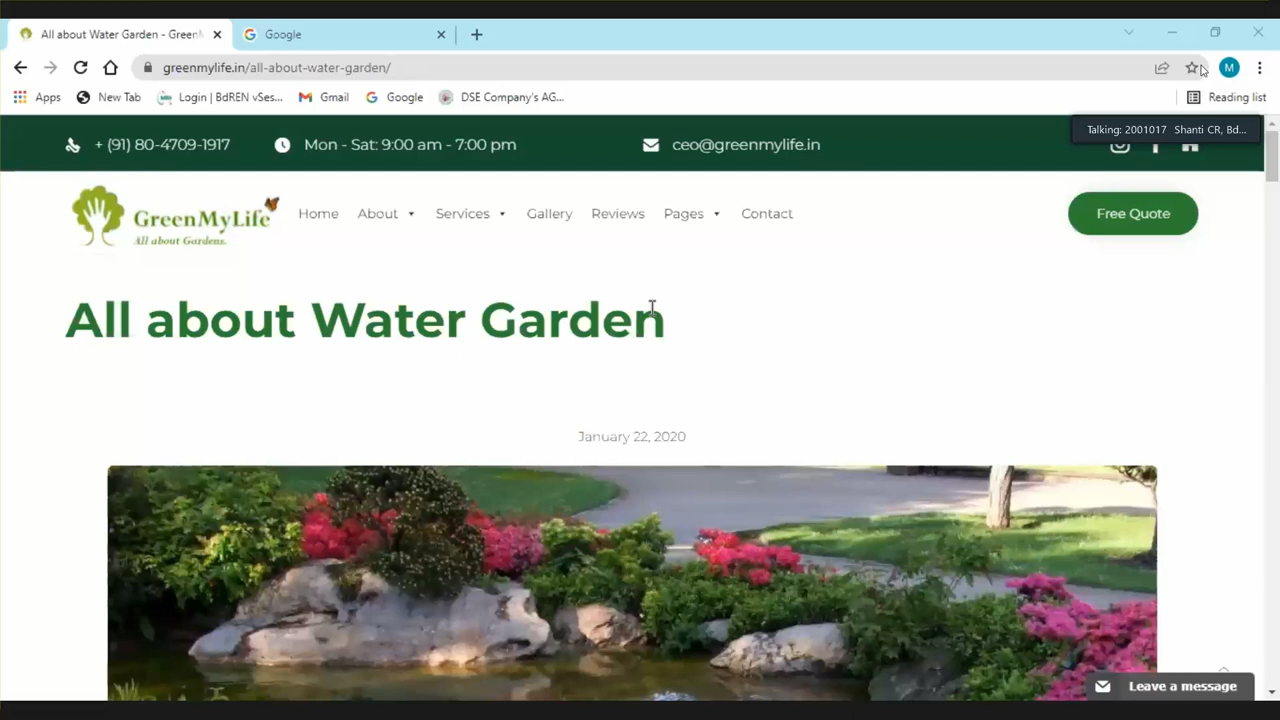 All about Water Garden - Green
Google
greenmylife.in/all-about-water-garden/
M
Apps
New Tab
Login | BdREN vSes...
Gmail
Google
DSE Company's AG...
Reading list
Talking: 2001017 Shanti CR, Bd...
+ (91) 80-4709-1917
Mon - Sat: 9:00 am - 7:00 pm
ceo@greenmylife.in
GreenMyLife
All about Gardens.
Home
About
Services
Gallery
Reviews
Pages
Contact
Free Quote
All about Water Garden
January 22, 2020
Leave a message